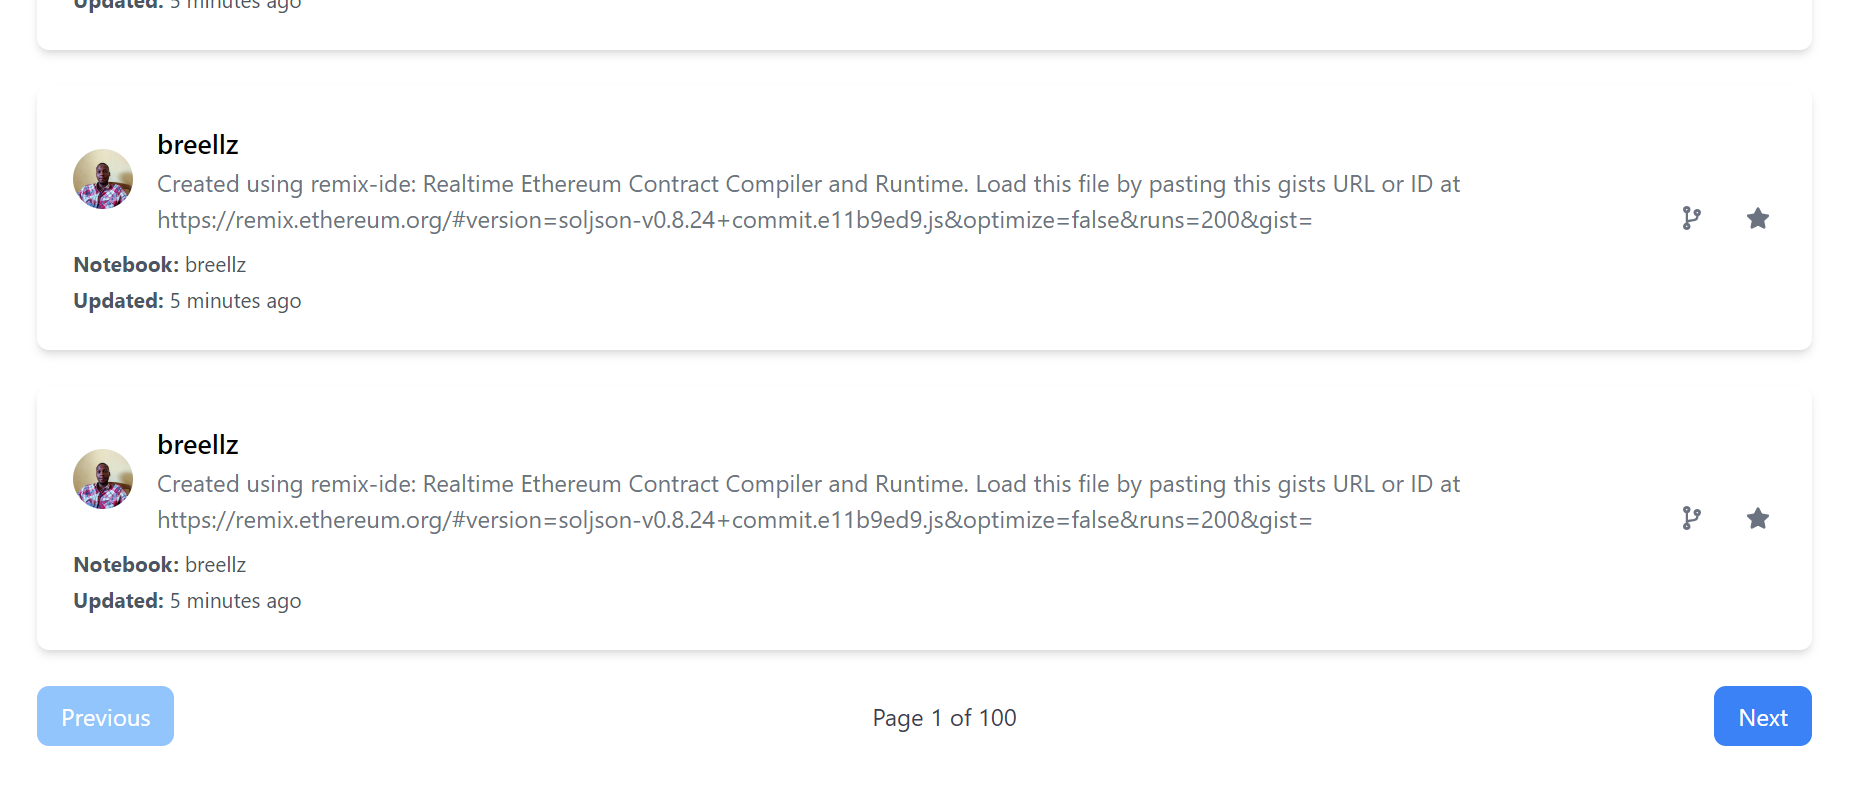 Updated: 5 minutes ago
breellz
Created using remix-ide: Realtime Ethereum Contract Compiler and Runtime. Load this file by pasting this gists URL or ID at
https://remix.ethereum.org/#version=soljson-v0.8.24+commit.e11b9ed9.js&optimize=false&runs=200&gist=
Notebook: breellz
Updated: 5 minutes ago
breellz
Created using remix-ide: Realtime Ethereum Contract Compiler and Runtime. Load this file by pasting this gists URL or ID at
https://remix.ethereum.org/#version=soljson-v0.8.24+commit.e11b9ed9.js&optimize=false&runs=200&gist=
Notebook: breellz
Updated: 5 minutes ago
Previous
Page 1 of 100
Next